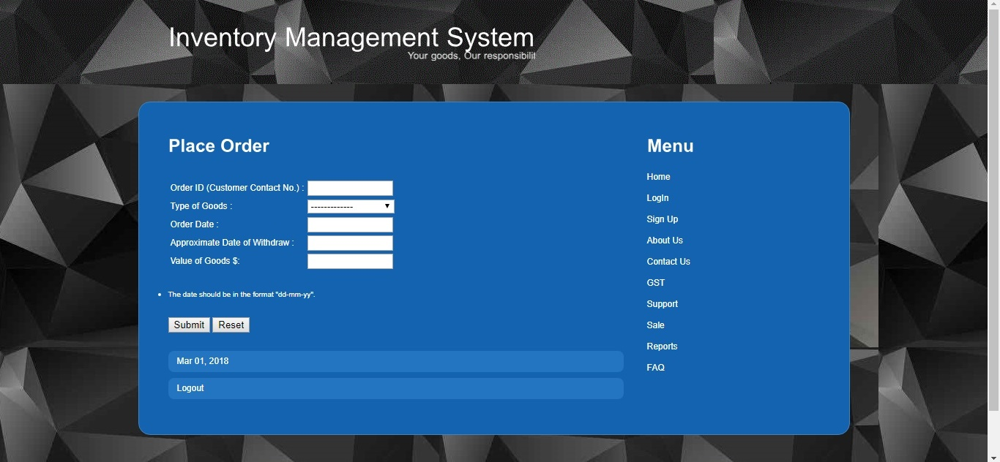 Inventory Management System
Your goods, Our responsibilit
Place Order
Order ID (Customer Contact No.) :
Type of Goods :
-------------
Order Date :
Approximate Date of Withdraw :
Value of Goods $:
The date should be in the format "dd-mm-yy".
Submit Reset
Mar 01, 2018
Logout
Menu
Home
LogIn
Sign Up
About Us
Contact Us
GST
Support
Sale
Reports
FAQ